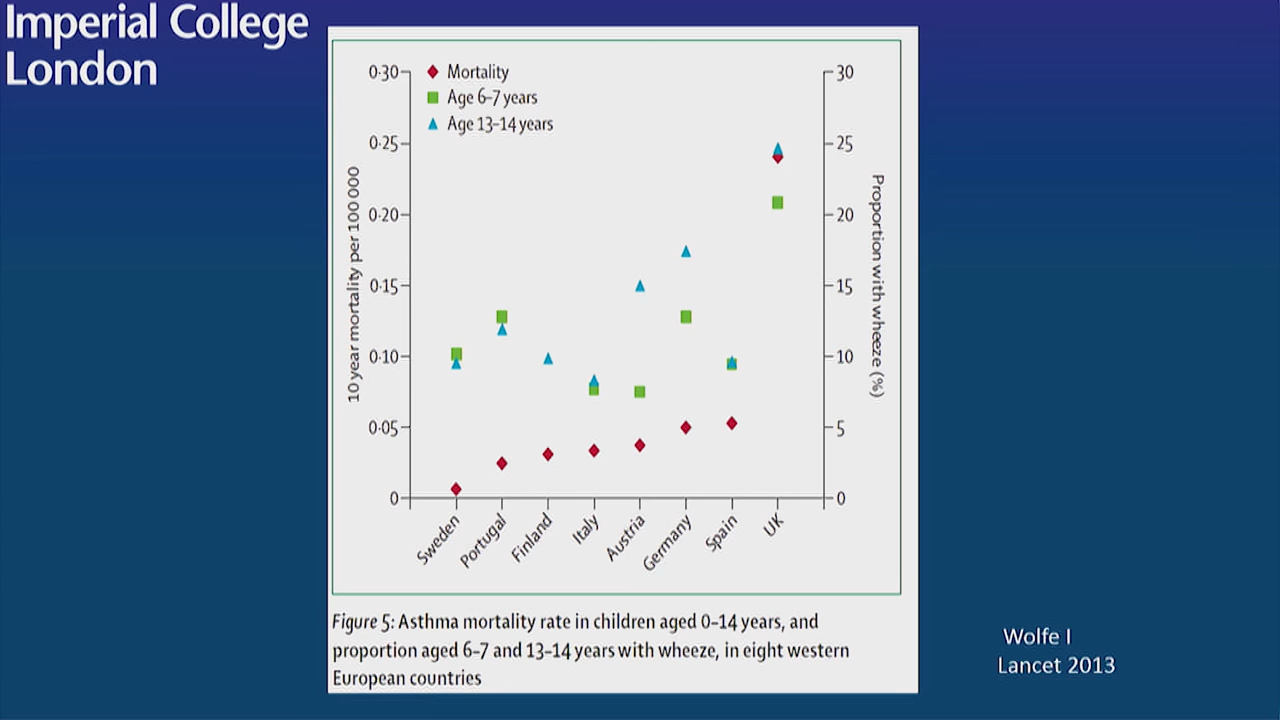 Imperial College
London
0·30
0·25
0·20
0·15
0·10
0·05
0
10 year mortality per 100 000
Mortality
Age 6–7 years
Age 13–14 years
30
25
20
15
10
5
0
Proportion with wheeze (%)
Sweden
Portugal
Finland
Italy
Austria
Germany
Spain
UK
Figure 5: Asthma mortality rate in children aged 0–14 years, and
proportion aged 6–7 and 13–14 years with wheeze, in eight western
European countries
Wolfe I
Lancet 2013